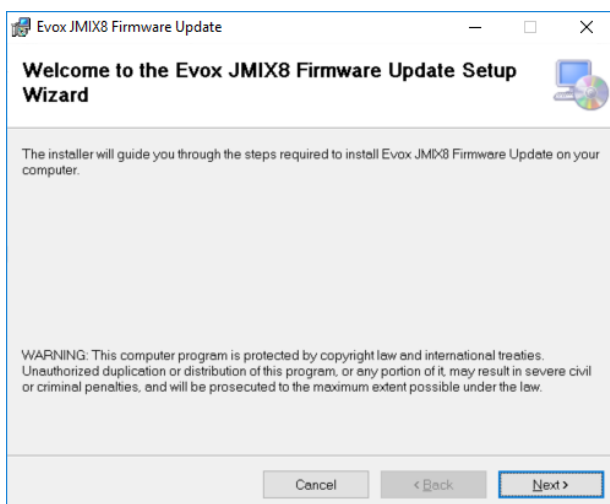 Evox JMIX8 Firmware Update
Welcome to the Evox JMIX8 Firmware Update Setup
Wizard
The installer will guide you through the steps required to install Evox JMIX8 Firmware Update on your
computer.
WARNING: This computer program is protected by copyright law and international treaties.
Unauthorized duplication or distribution of this program, or any portion of it, may result in severe civil
or criminal penalties, and will be prosecuted to the maximum extent possible under the law.
Cancel
< Back
Next >